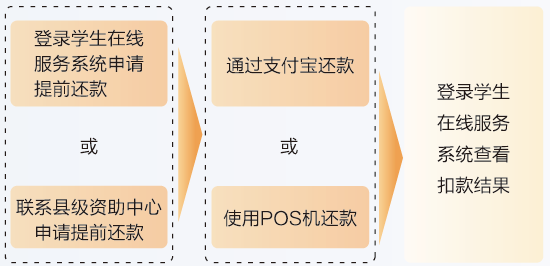 登录学生在线
服务系统申请
提前还款
或
联系县级资助中心
申请提前还款
通过支付宝还款
或
使用POS机还款
登录学生
在线服务
系统查看
扣款结果